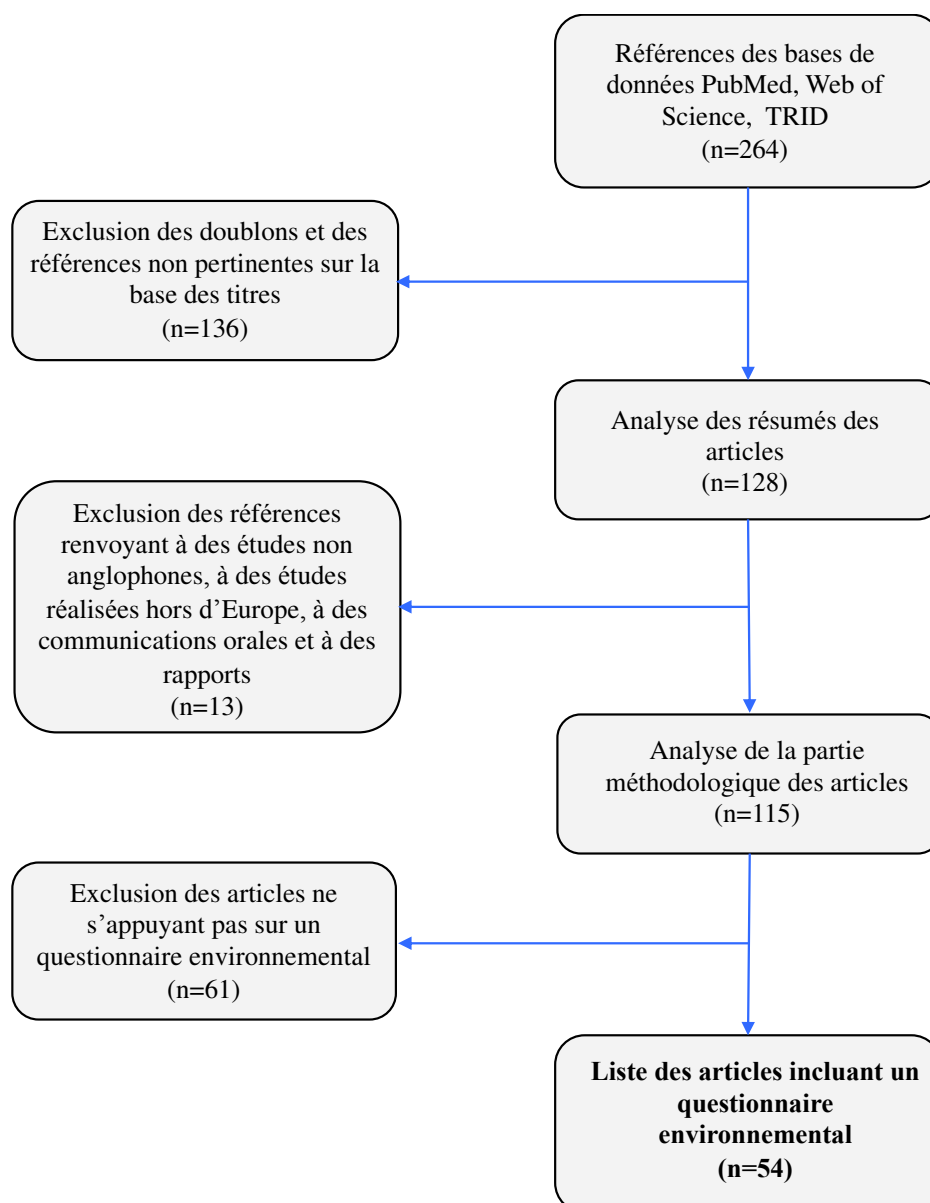 Références des bases de
données PubMed, Web of
Science, TRID
(n=264)
Exclusion des doublons et des
références non pertinentes sur la
base des titres
(n=136)
Analyse des résumés des
articles
(n=128)
Exclusion des références
renvoyant à des études non
anglophones, à des études
réalisées hors d’Europe, à des
communications orales et à des
rapports
(n=13)
Analyse de la partie
méthodologique des articles
(n=115)
Exclusion des articles ne
s’appuyant pas sur un
questionnaire environnemental
(n=61)
Liste des articles incluant un
questionnaire
environnemental
(n=54)